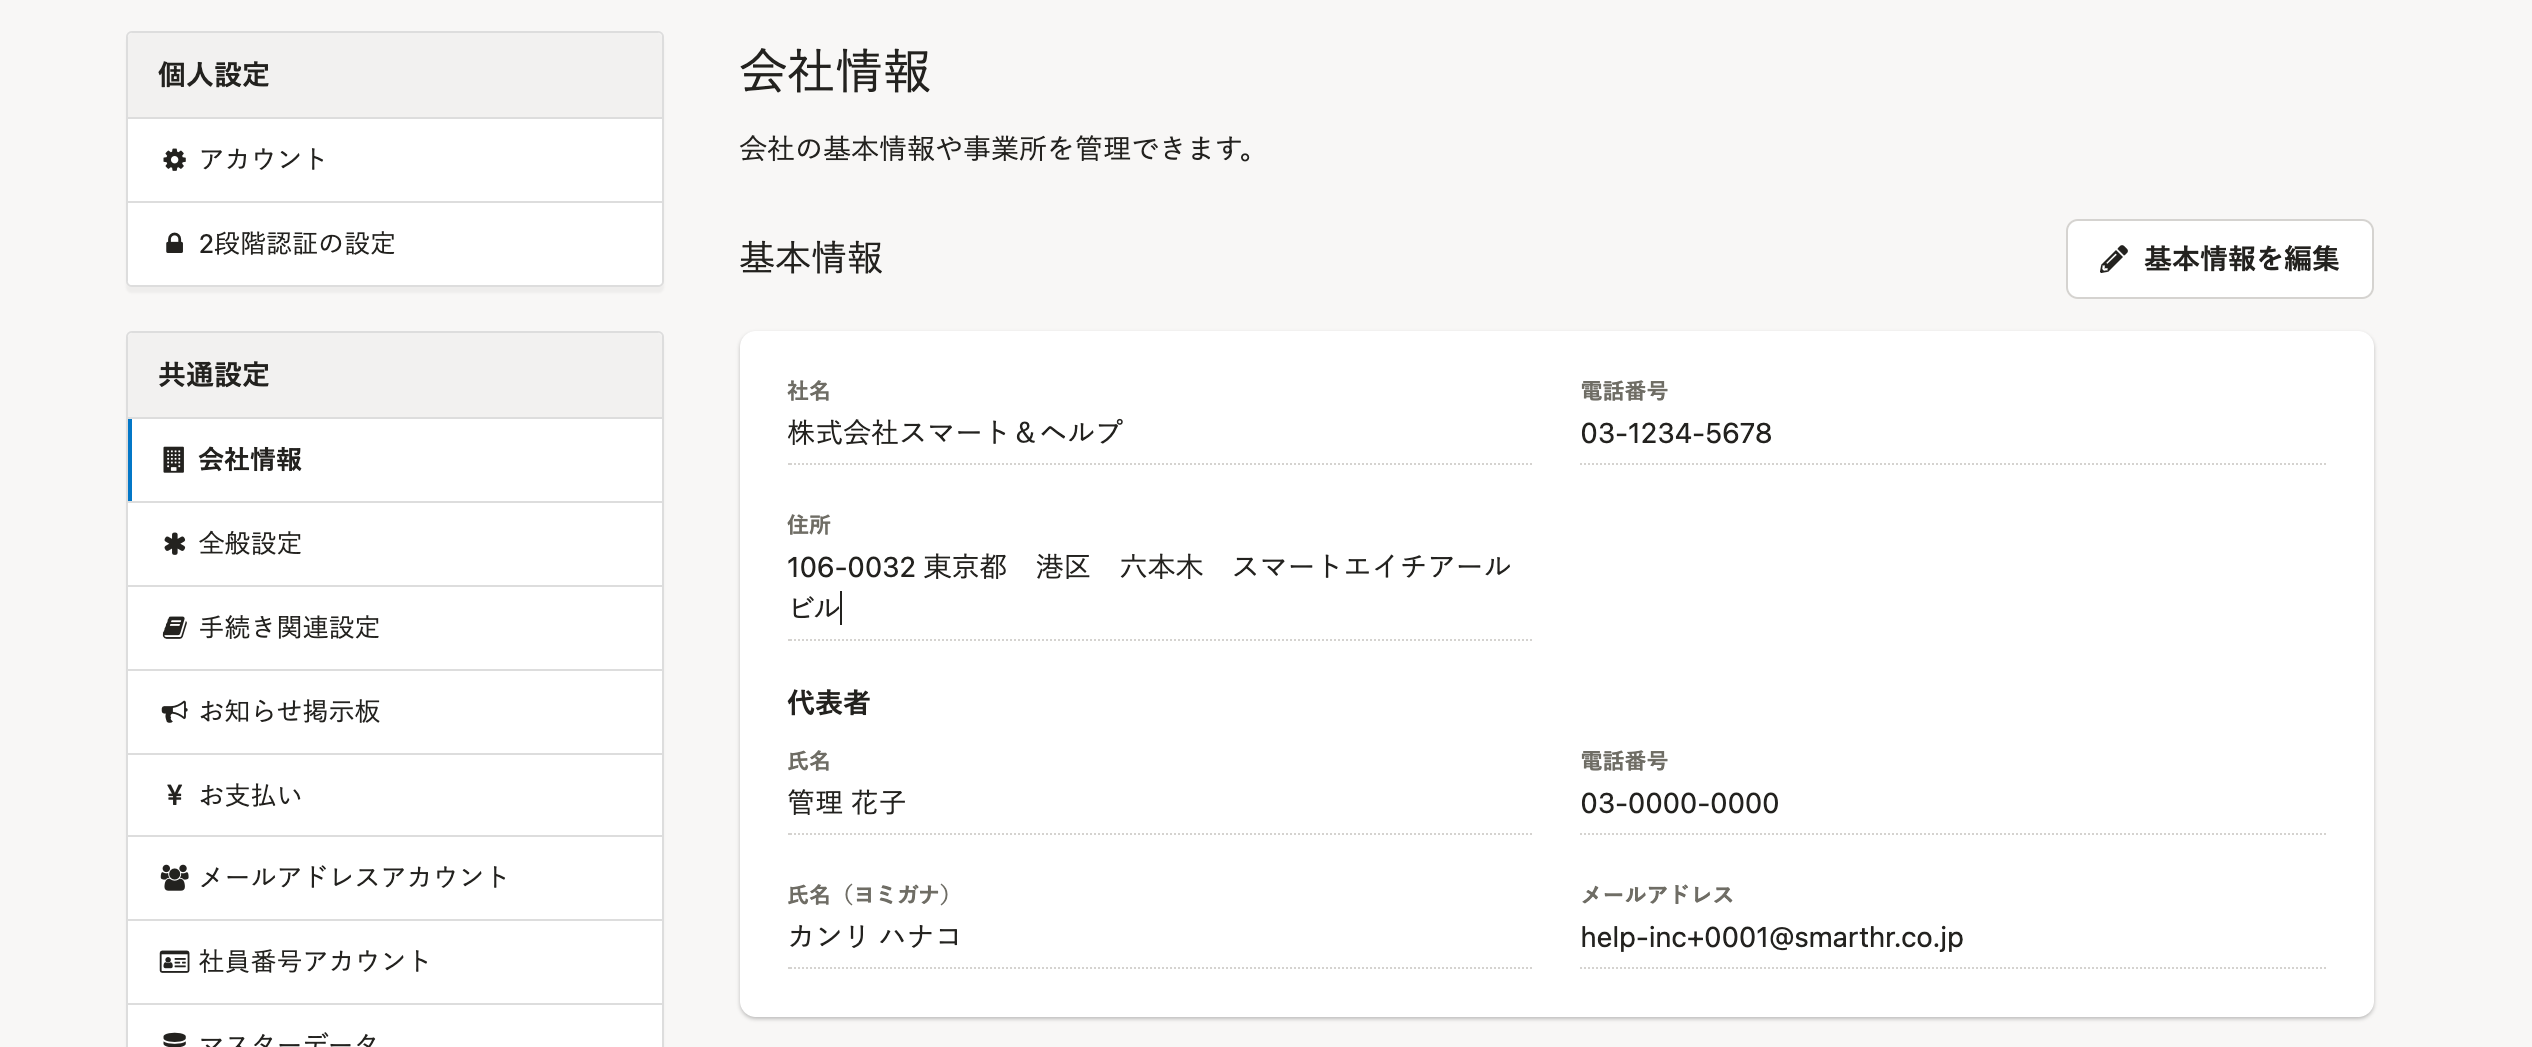 個人設定
アカウント
2段階認証の設定
共通設定
会社情報
全般設定
手続き関連設定
お知らせ掲示板
¥ お支払い
メールアドレスアカウント
社員番号アカウント
マスターデータ
会社情報
会社の基本情報や事業所を管理できます。
基本情報
基本情報を編集
社名
株式会社スマート＆ヘルプ
電話番号
03-1234-5678
住所
106-0032 東京都　港区　六本木　スマートエイチアール
ビル
代表者
氏名
管理 花子
電話番号
03-0000-0000
氏名（ヨミガナ）
カンリ ハナコ
メールアドレス
help-inc+0001@smarthr.co.jp